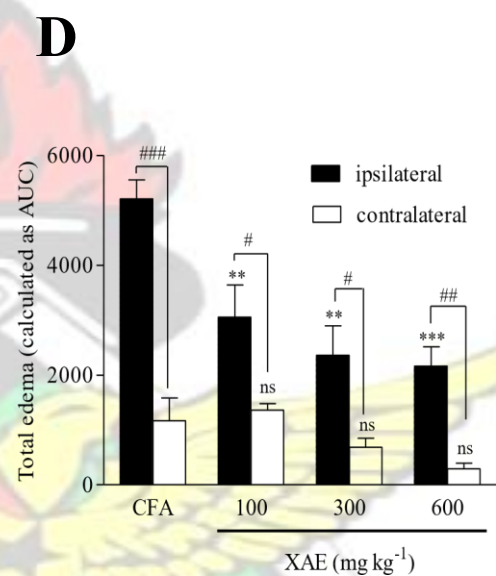 D
Total edema (calculated as AUC)
6000
4000
2000
0
ipsilateral
contralateral
###
#
**
ns
#
**
ns
##
***
ns
CFA 100 300 600
XAE (mg kg⁻¹)